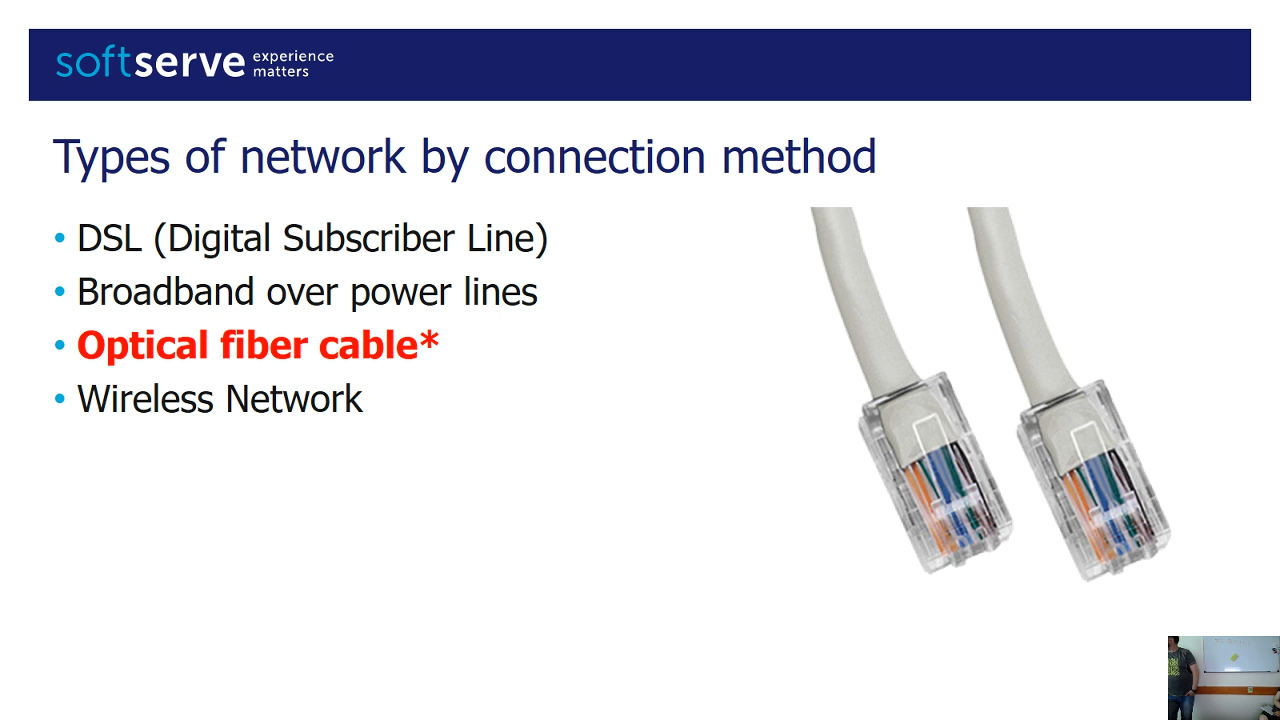 softserve experience matters
Types of network by connection method
• DSL (Digital Subscriber Line)
• Broadband over power lines
• Optical fiber cable*
• Wireless Network